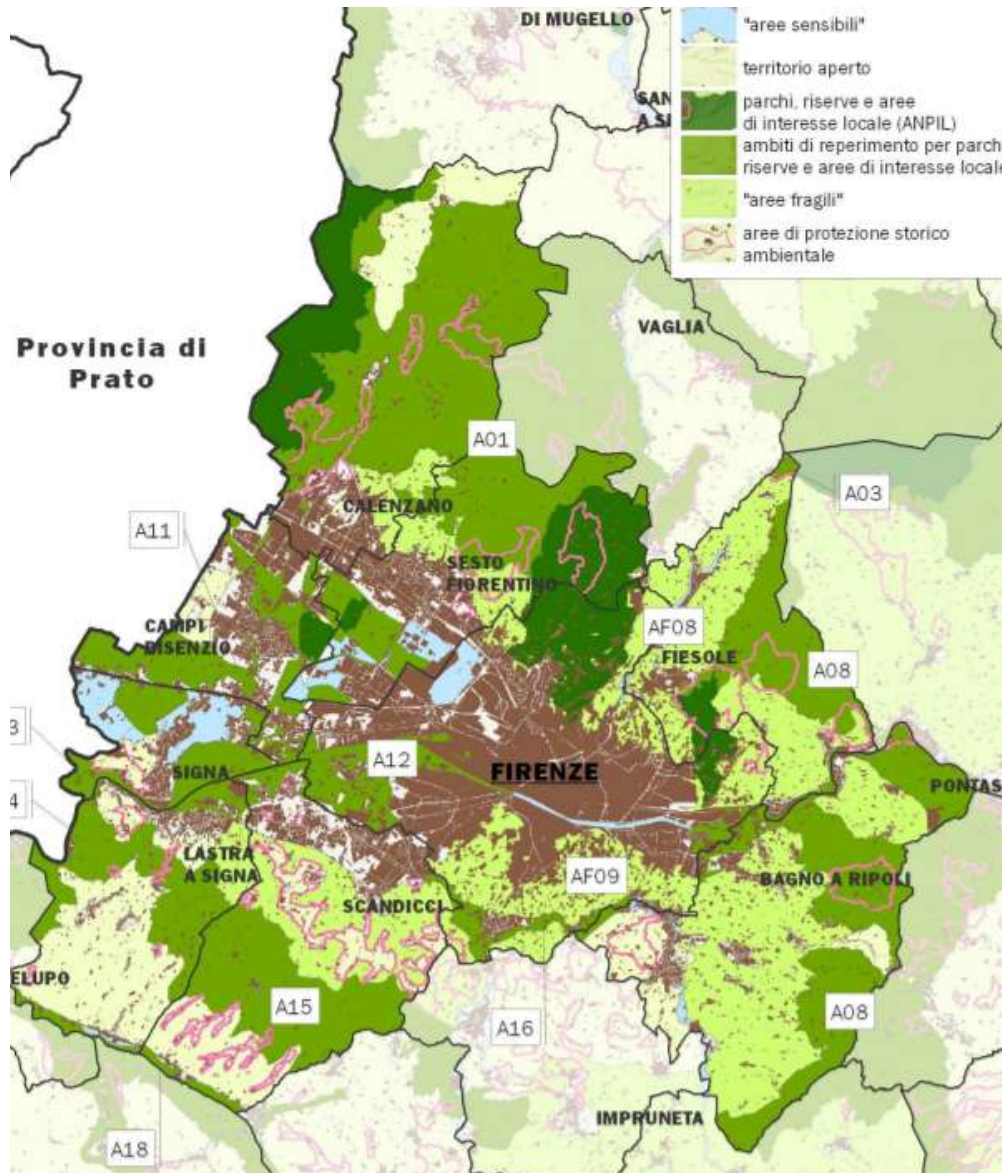 DI MUGELLO
SAN
A S
"aree sensibili"
territorio aperto
parchi, riserve e aree
di interesse locale (ANPIL)
ambiti di reperimento per parch
riserve e aree di interesse locale
"aree fragili"
aree di protezione storico
ambientale
Provincia di
Prato
VAGLIA
A01
A03
CALENZANO
A11
SESTO
FIORENTINO
AF08
CAMPI
BISENZIO
FIESOLE
A08
3
A12
SIGNA
FIRENZE
PONTAS
4
LASTRA
A SIGNA
AF09
BAGNO A RIPOLI
SCANDICCI
ELUPO
A15
A16
A08
IMPRUNETA
A18